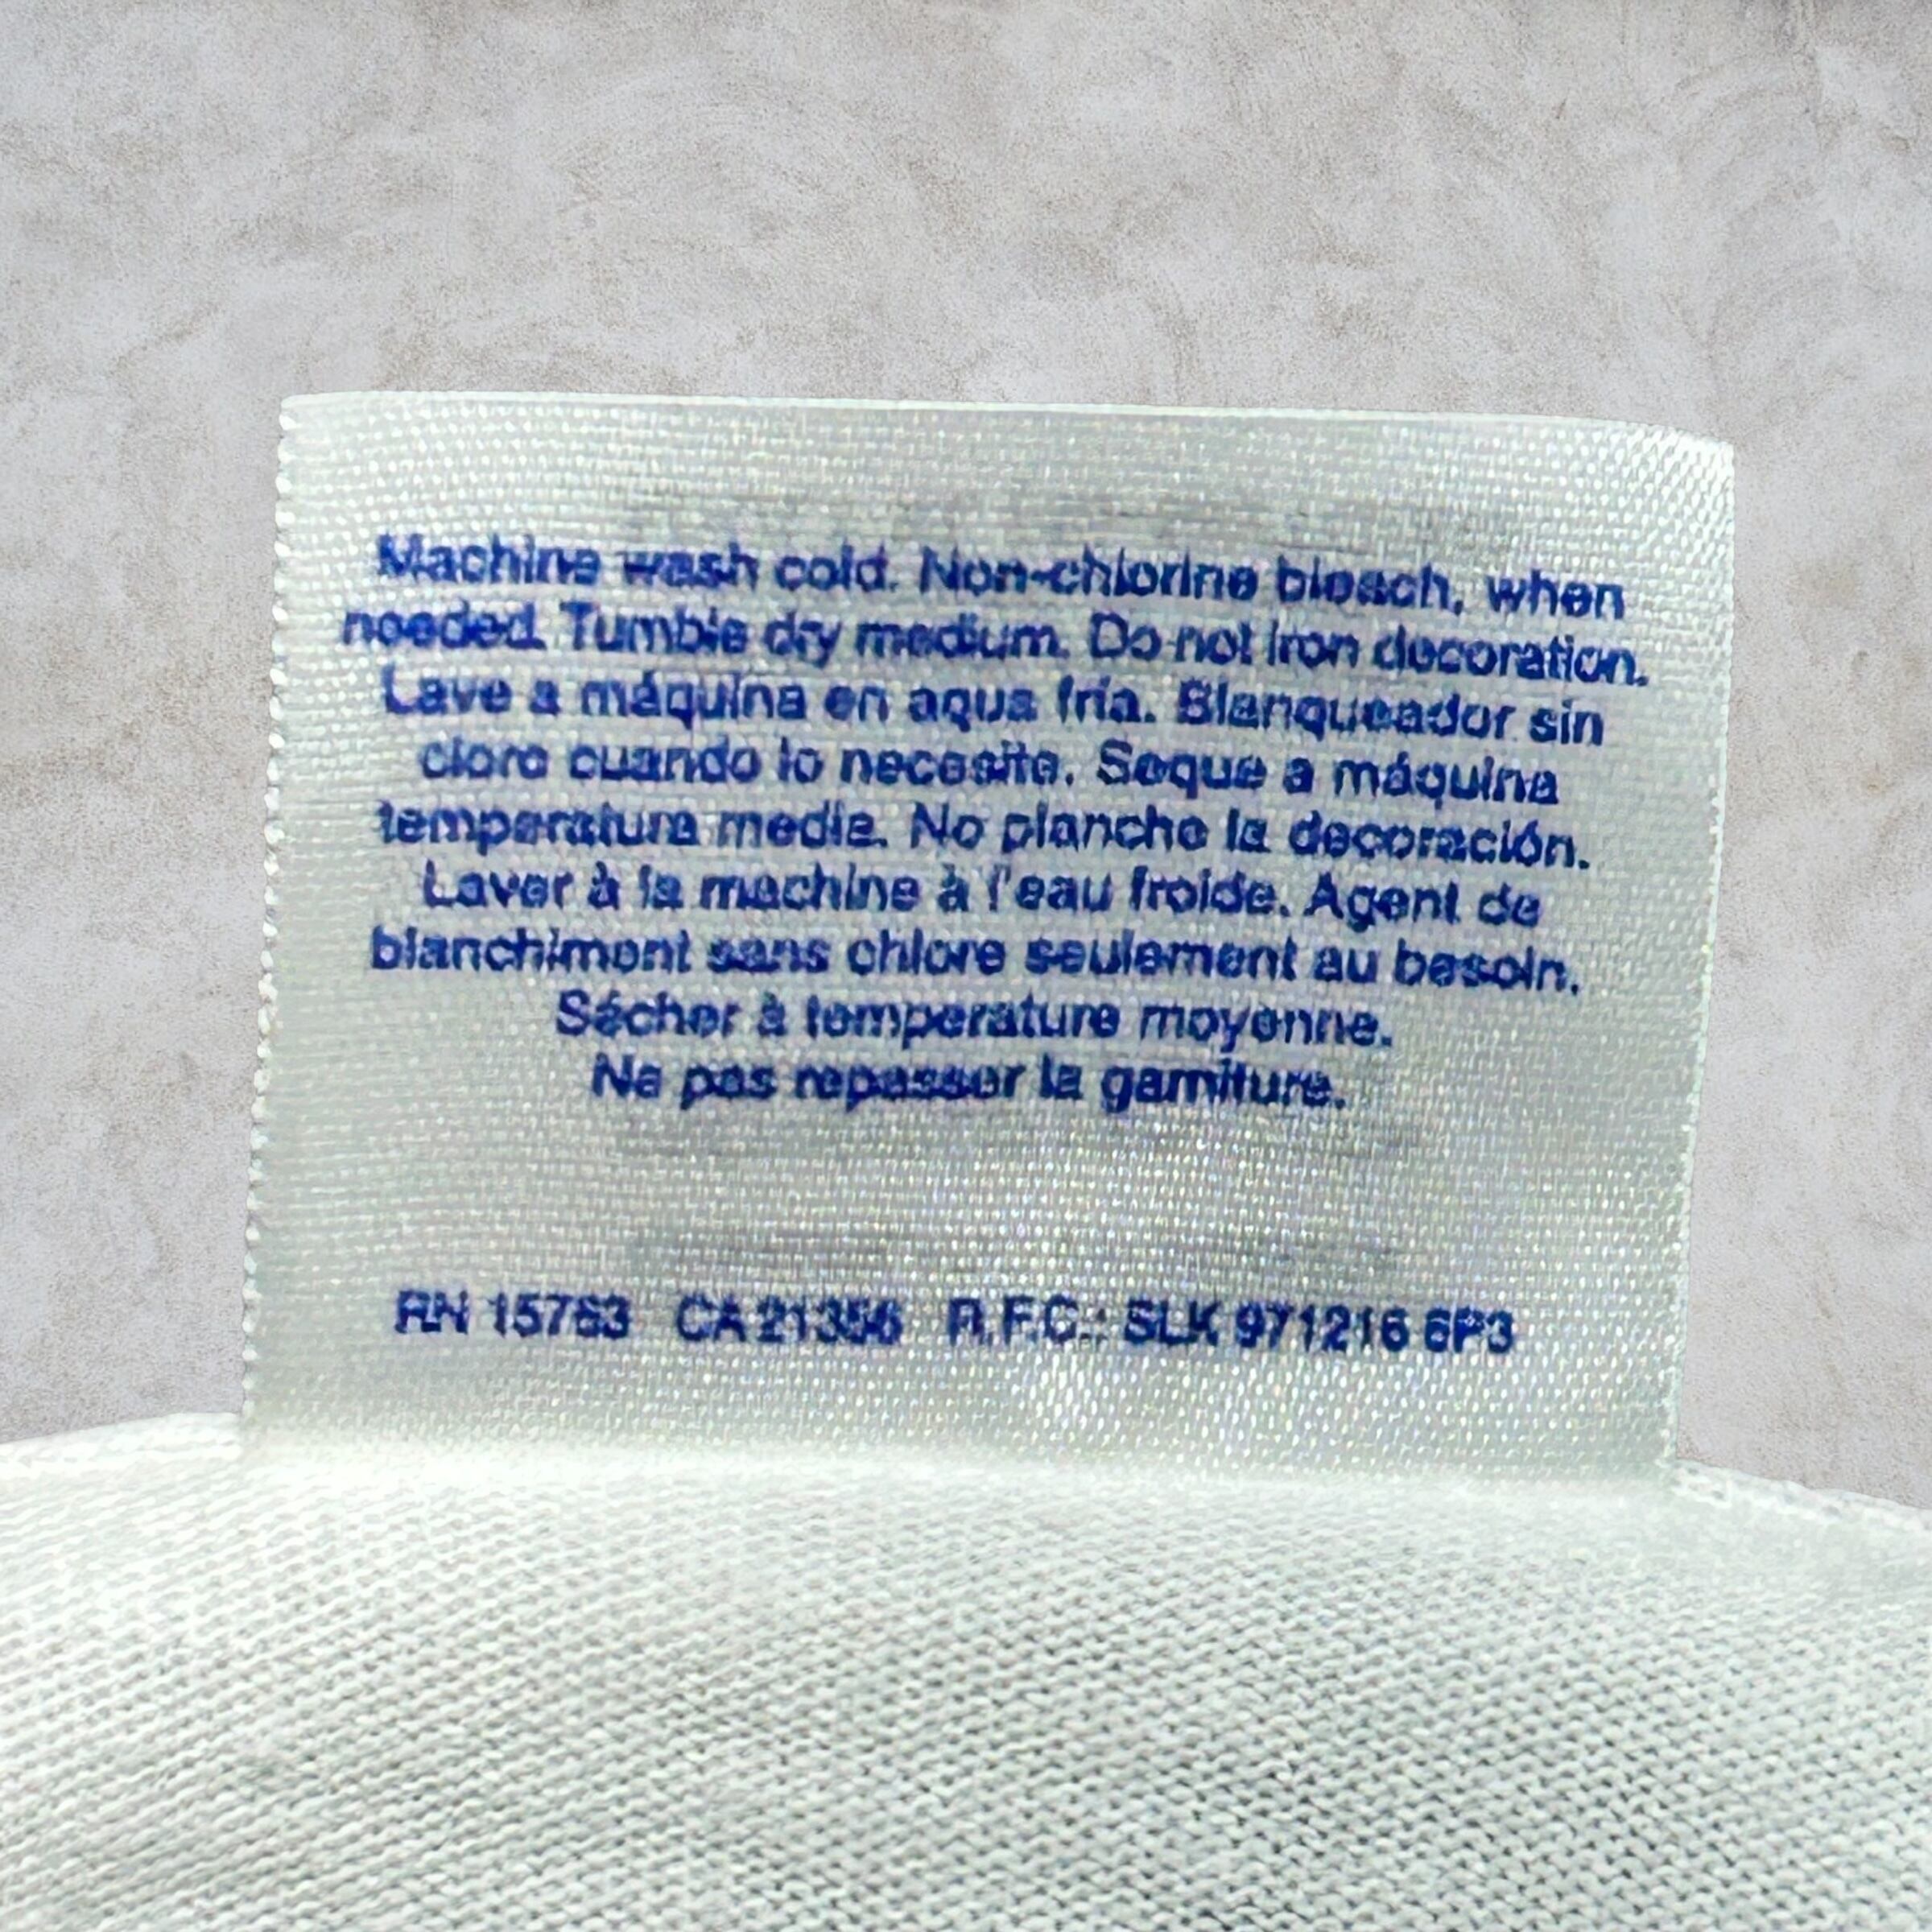 Machine wash cold. Non-chlorine bleach, when
needed. Tumble dry medium. Do not iron decoration.
Lave a máquina en aqua fría. Blanqueador sin
cloro cuando lo necesite. Seque a máquina
temperatura media. No planche la decoración.
Laver à la machine à l'eau froide. Agent de
blanchiment sans chlore seulement au besoin.
Sécher à temperature moyenne.
Ne pas repasser la garniture.
RN 15763 CA 21356 R.F.C.: SLK 971216 6P3